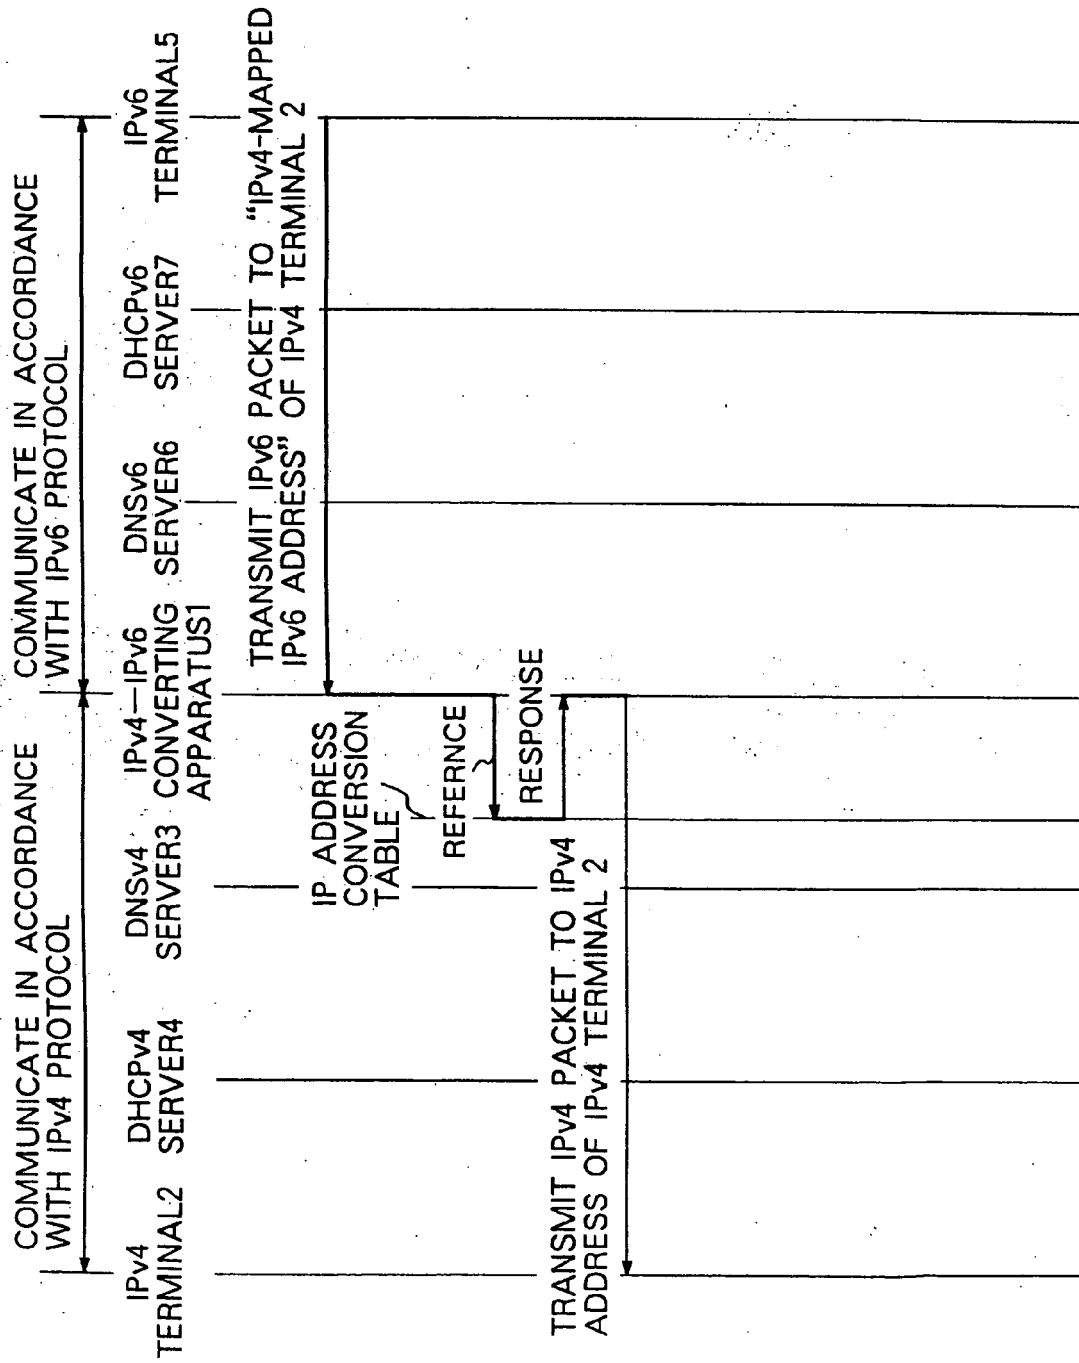 COMMUNICATE IN ACCORDANCE
WITH IPv4 PROTOCOL
COMMUNICATE IN ACCORDANCE
WITH IPv6 PROTOCOL
IPv4
TERMINAL2
DHCPv4
SERVER4
DNSv4
SERVER3
IPv4-IPv6
CONVERTING
APPARATUS1
DNSv6
SERVER6
DHCPv6
SERVER7
IPv6
TERMINAL5
TRANSMIT IPv6 PACKET TO "IPv4-MAPPED
IPv6 ADDRESS" OF IPv4 TERMINAL 2
IP ADDRESS
CONVERSION
TABLE
REFERNCE
RESPONSE
TRANSMIT IPv4 PACKET TO IPv4
ADDRESS OF IPv4 TERMINAL 2